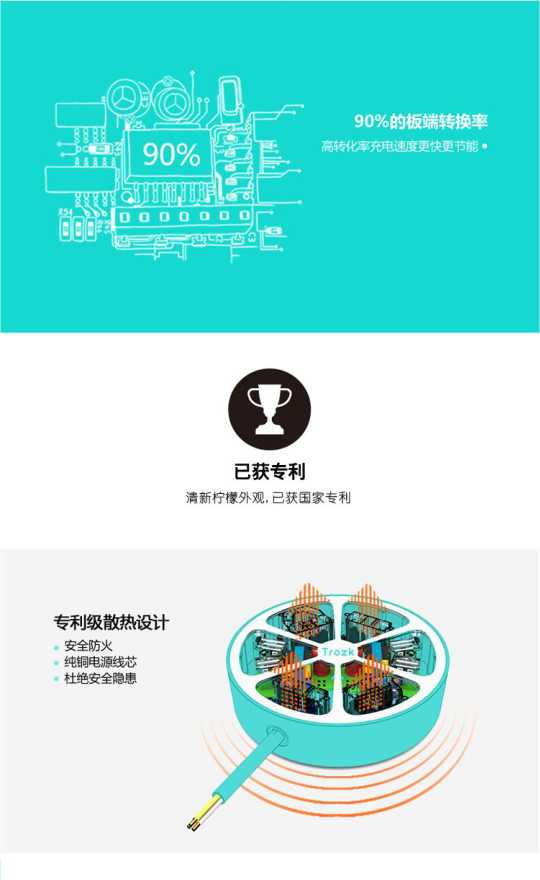 90%的板端转换率
高转化率充电速度更快更节能
90%
R54
已获专利
清新柠檬外观,已获国家专利
专利级散热设计
安全防火
纯铜电源线芯
杜绝安全隐患
Trozk